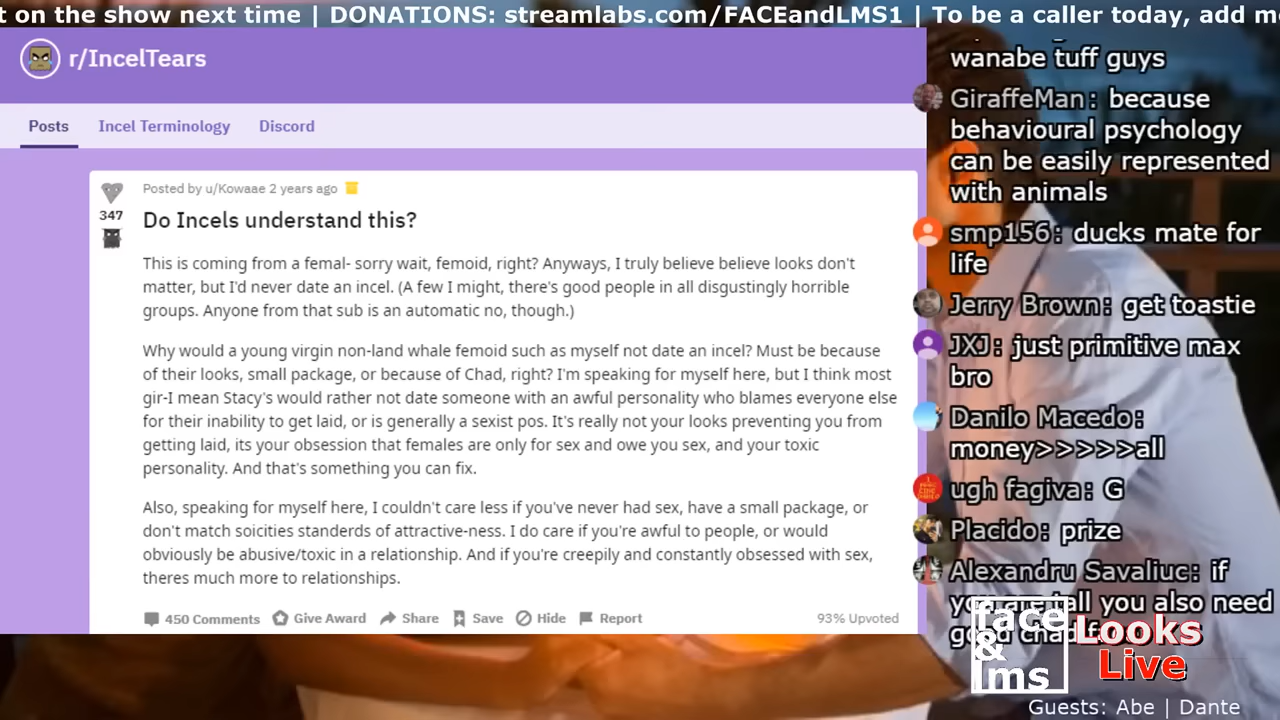 t on the show next time | DONATIONS: streamlabs.com/FACEandLMS1 | To be a caller today, add me
r/IncelTears
Posts Incel Terminology Discord
Posted by u/Kowaae 2 years ago
347
Do Incels understand this?
This is coming from a femal- sorry wait, femoid, right? Anyways, I truly believe believe looks don't
matter, but I'd never date an incel. (A few I might, there's good people in all disgustingly horrible
groups. Anyone from that sub is an automatic no, though.)
Why would a young virgin non-land whale femoid such as myself not date an incel? Must be because
of their looks, small package, or because of Chad, right? I'm speaking for myself here, but I think most
gir-I mean Stacy's would rather not date someone with an awful personality who blames everyone else
for their inability to get laid, or is generally a sexist pos. It's really not your looks preventing you from
getting laid, its your obsession that females are only for sex and owe you sex, and your toxic
personality. And that's something you can fix.
Also, speaking for myself here, I couldn't care less if you've never had sex, have a small package, or
don't match soicities standerds of attractive-ness. I do care if you're awful to people, or would
obviously be abusive/toxic in a relationship. And if you're creepily and constantly obsessed with sex,
theres much more to relationships.
450 Comments Give Award Share Save Hide Report 93% Upvoted
wanabe tuff guys
GiraffeMan: because
behavioural psychology
can be easily represented
with animals
smp156: ducks mate for
life
Jerry Brown: get toastie
JXJ: just primitive max
bro
Danilo Macedo:
money>>>>>all
ugh fagiva: G
Placido: prize
Alexandru Savaliuc: if
you are tall you also need
good chad
face
&
lms
Looks
Live
Guests: Abe | Dante